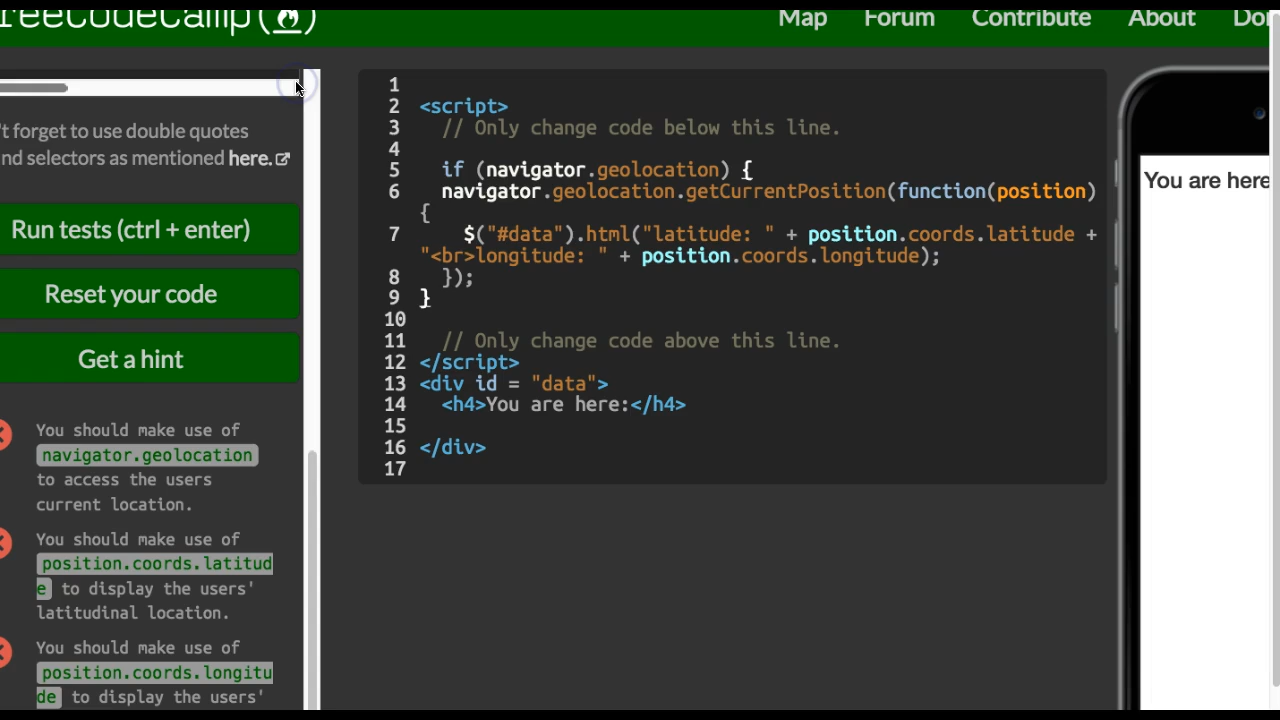 freeCodeCamp(🔥)
Map Forum Contribute About Do
't forget to use double quotes
nd selectors as mentioned here.
Run tests (ctrl + enter)
Reset your code
Get a hint
You should make use of
navigator.geolocation
to access the users
current location.
You should make use of
position.coords.latitud
e to display the users'
latitudinal location.
You should make use of
position.coords.longitu
de to display the users'
1
2 <script>
3 // Only change code below this line.
4
5 if (navigator.geolocation) {
6 navigator.geolocation.getCurrentPosition(function(position)
{
7 $("#data").html("latitude: " + position.coords.latitude +
"<br>longitude: " + position.coords.longitude);
8 });
9 }
10
11 // Only change code above this line.
12 </script>
13 <div id = "data">
14 <h4>You are here:</h4>
15
16 </div>
17
You are here